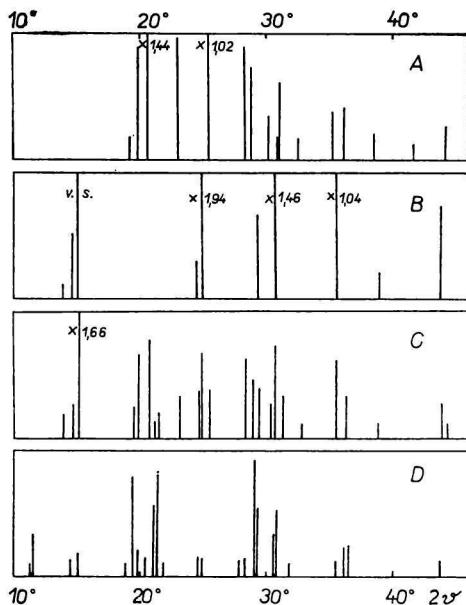 10° 20° 30° 40°
× 1,44 × 1,02 A
v. s. × 1,94 × 1,46 × 1,04 B
× 1,66 C
D
10° 20° 30° 40° 2ϑ